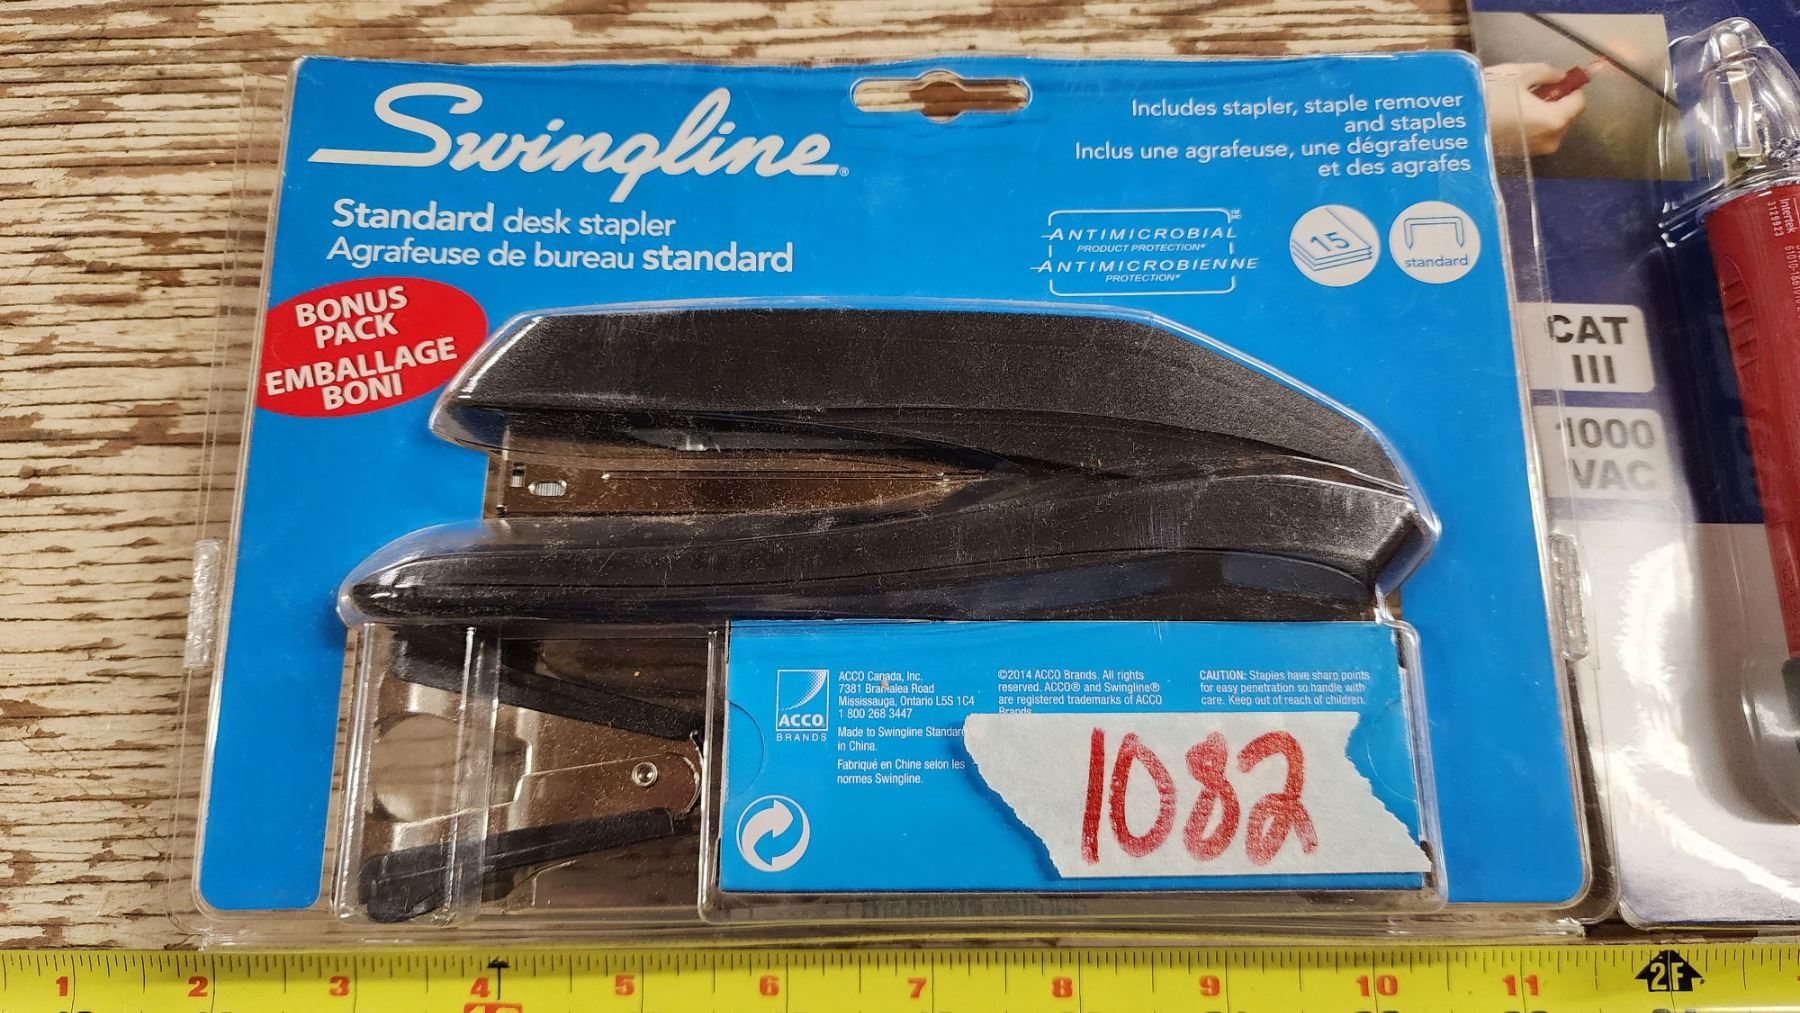 Swingline®
Standard desk stapler
Agrafeuse de bureau standard
BONUS
PACK
EMBALLAGE
BONI
Includes stapler, staple remover
and staples
Inclus une agrafeuse, une dégrafeuse
et des agrafes
ANTIMICROBIAL
PRODUCT PROTECTION*
ANTIMICROBIENNE
PROTECTION*
15
standard
ACCO
BRANDS
ACCO Canada, Inc.
7381 Bramalea Road
Mississauga, Ontario L5S 1C4
1 800 268 3447
Made to Swingline Standar
in China.
Fabriqué en Chine selon les
normes Swingline.
©2014 ACCO Brands. All rights
reserved. ACCO® and Swingline®
are registered trademarks of ACCO
Brands
CAUTION: Staples have sharp points
for easy penetration so handle with
care. Keep out of reach of children.
1082
CAT
III
1000
VAC
Intertek
3129923
1 2 3 4 5 6 7 8 9 10 11 2F